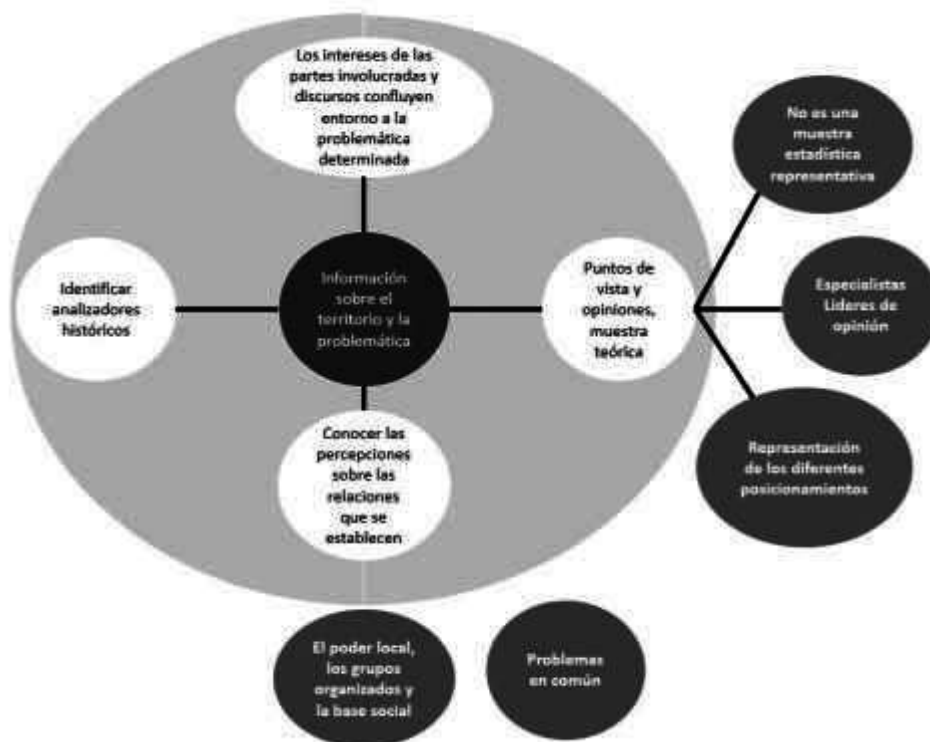 Los intereses de las
partes involucradas y
discursos confluyen
entorno a la
problemática
determinada
No es una
muestra
estadística
representativa
Identificar
analizadores
históricos
Información
sobre el
territorio y la
problemática
Puntos de
vista y
opiniones,
muestra
teórica
Especialistas
Lideres de
opinión
Conocer las
percepciones
sobre las
relaciones
que se
establecen
Representación
de los diferentes
posicionamientos
El poder local,
los grupos
organizados y
la base social
Problemas
en común